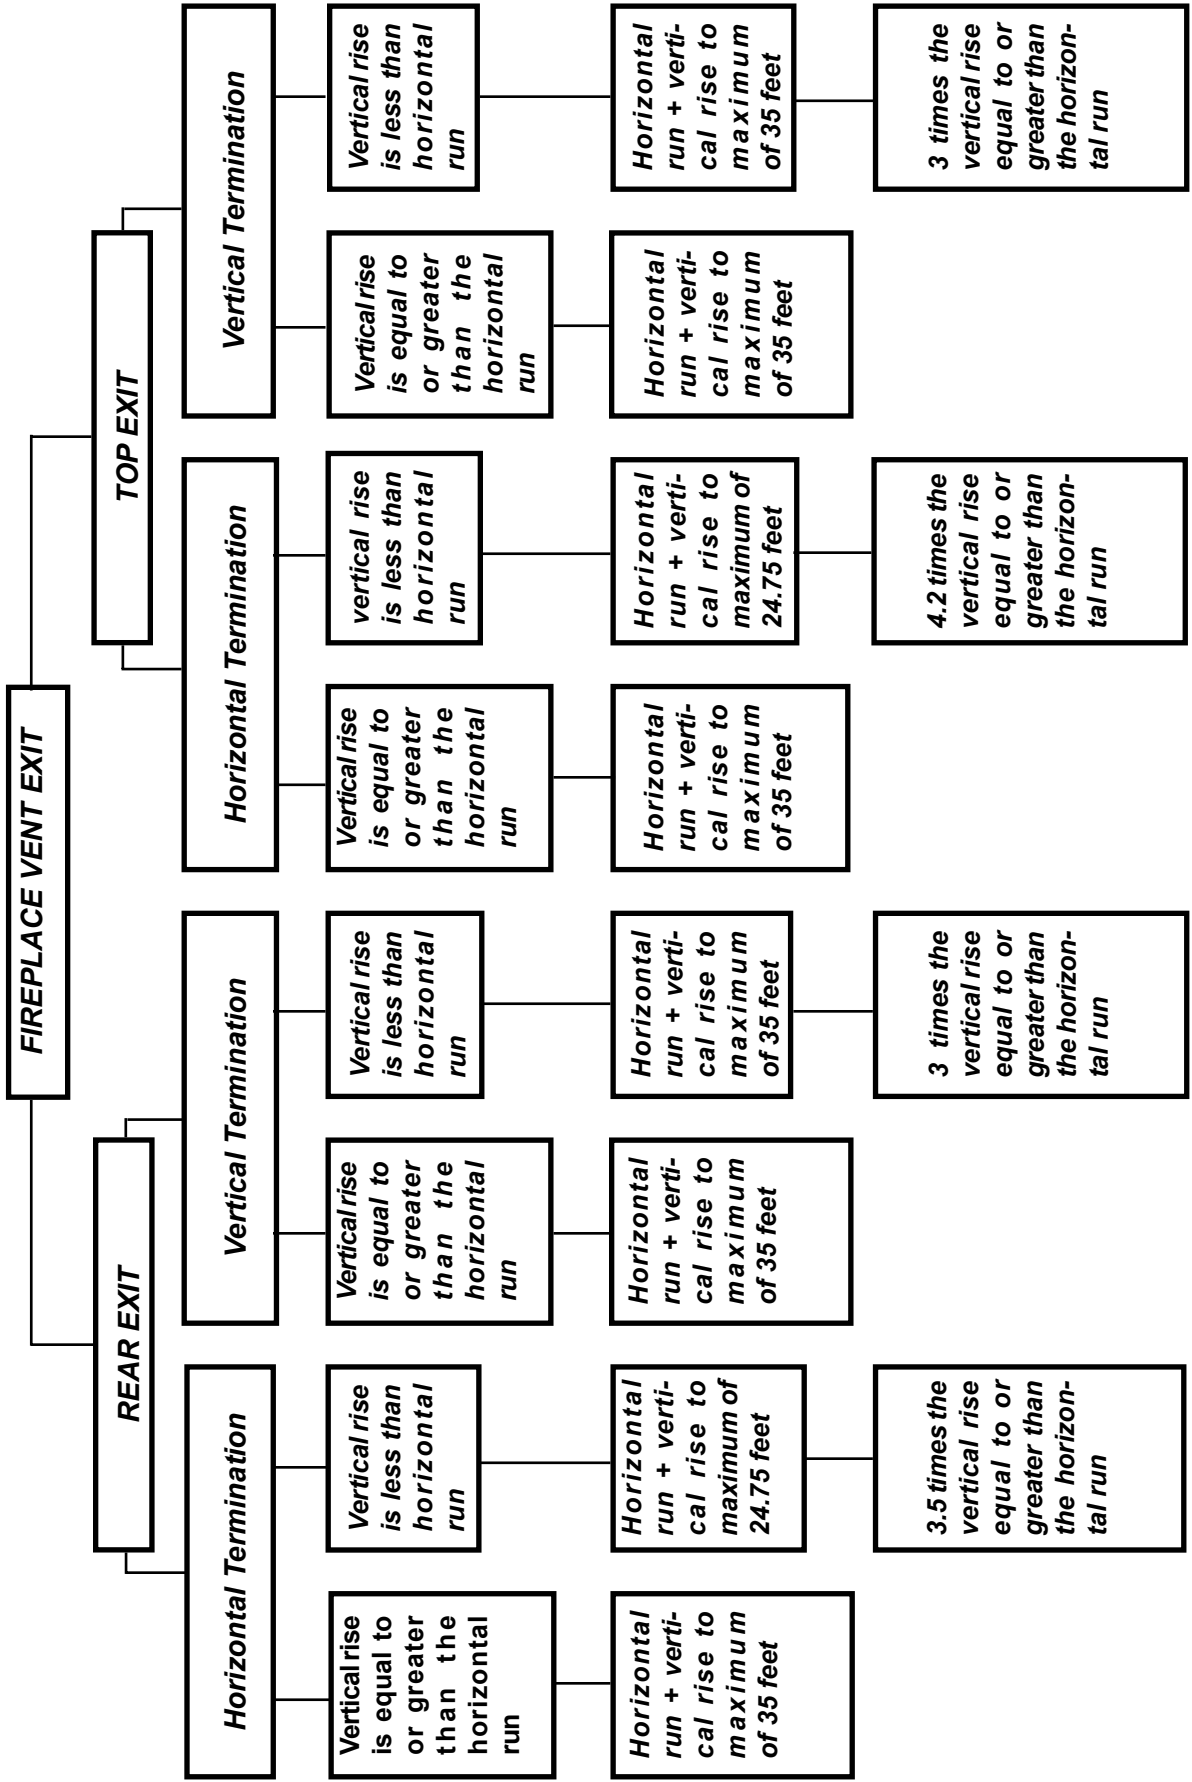 FIREPLACE VENT EXIT
REAR EXIT
TOP EXIT
Horizontal Termination
Vertical Termination
Horizontal Termination
Vertical Termination
Vertical rise
is equal to
or greater
than the
horizontal
run
Vertical rise
is less than
horizontal
run
Vertical rise
is equal to
or greater
than the
horizontal
run
Vertical rise
is less than
horizontal
run
Vertical rise
is equal to
or greater
than the
horizontal
run
vertical rise
is less than
horizontal
run
Vertical rise
is equal to
or greater
than the
horizontal
run
Vertical rise
is less than
horizontal
run
Horizontal
run + verti-
cal rise to
maximum
of 35 feet
Horizontal
run + verti-
cal rise to
maximum of
24.75 feet
Horizontal
run + verti-
cal rise to
maximum
of 35 feet
Horizontal
run + verti-
cal rise to
maximum
of 35 feet
Horizontal
run + verti-
cal rise to
maximum
of 35 feet
Horizontal
run + verti-
cal rise to
maximum of
24.75 feet
Horizontal
run + verti-
cal rise to
maximum
of 35 feet
Horizontal
run + verti-
cal rise to
maximum
of 35 feet
3.5 times the
vertical rise
equal to or
greater than
the horizon-
tal run
3 times the
vertical rise
equal to or
greater than
the horizon-
tal run
4.2 times the
vertical rise
equal to or
greater than
the horizon-
tal run
3 times the
vertical rise
equal to or
greater than
the horizon-
tal run